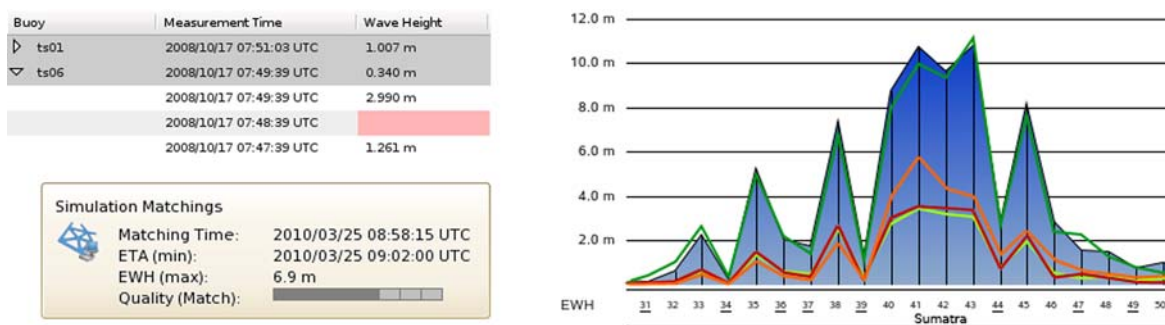 Buoy Measurement Time Wave Height
ts01 2008/10/17 07:51:03 UTC 1.007 m
ts06 2008/10/17 07:49:39 UTC 0.340 m
2008/10/17 07:49:39 UTC 2.990 m
2008/10/17 07:48:39 UTC
2008/10/17 07:47:39 UTC 1.261 m
Simulation Matchings
Matching Time: 2010/03/25 08:58:15 UTC
ETA (min): 2010/03/25 09:02:00 UTC
EWH (max): 6.9 m
Quality (Match):
12.0 m
10.0 m
8.0 m
6.0 m
4.0 m
2.0 m
EWH 31 32 33 34 35 36 37 38 39 40 41 42 43 44 45 46 47 48 49 50
Sumatra